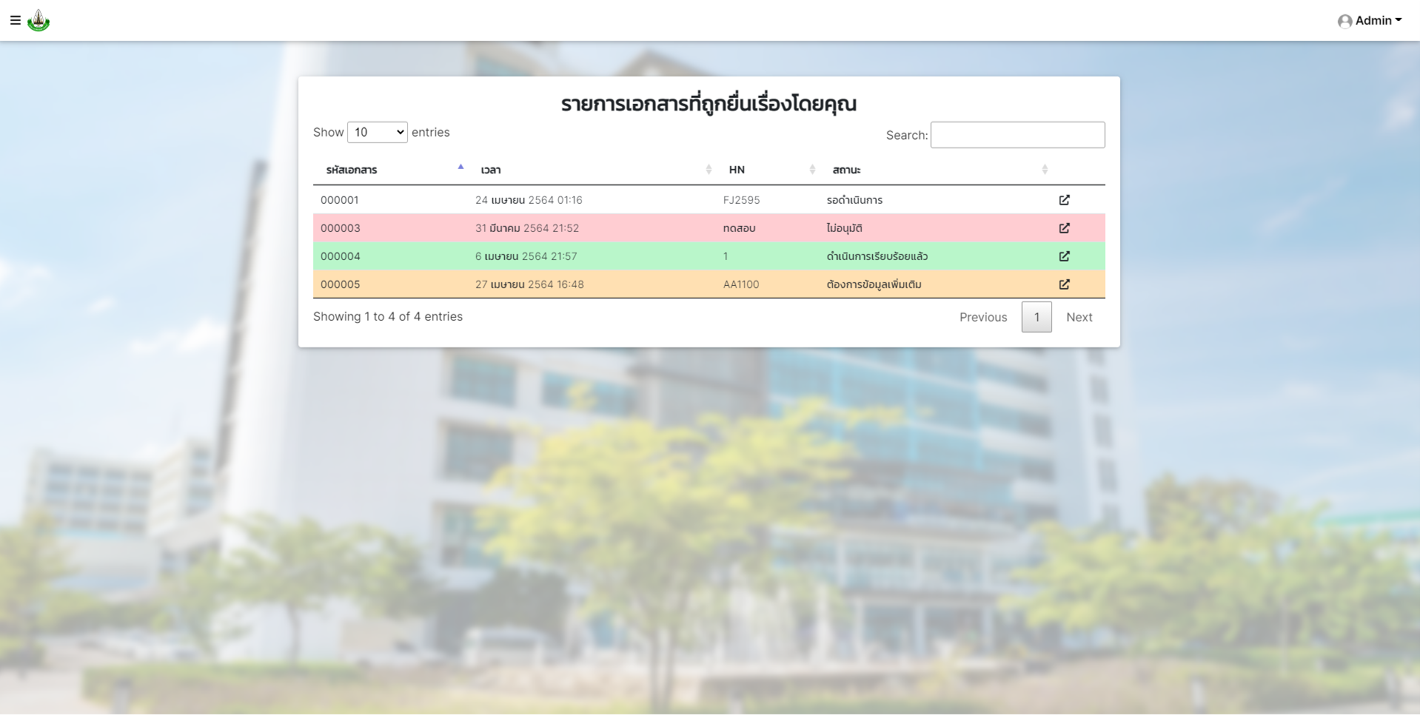 Admin
รายการเอกสารที่ถูกยื่นเรื่องโดยคุณ
Show 10 entries Search:
รหัสเอกสาร เวลา HN สถานะ
000001 24 เมษายน 2564 01:16 FJ2595 รอดำเนินการ
000003 31 มีนาคม 2564 21:52 ทดสอบ ไม่อนุมัติ
000004 6 เมษายน 2564 21:57 1 ดำเนินการเรียบร้อยแล้ว
000005 27 เมษายน 2564 16:48 AA1100 ต้องการข้อมูลเพิ่มเติม
Showing 1 to 4 of 4 entries Previous 1 Next